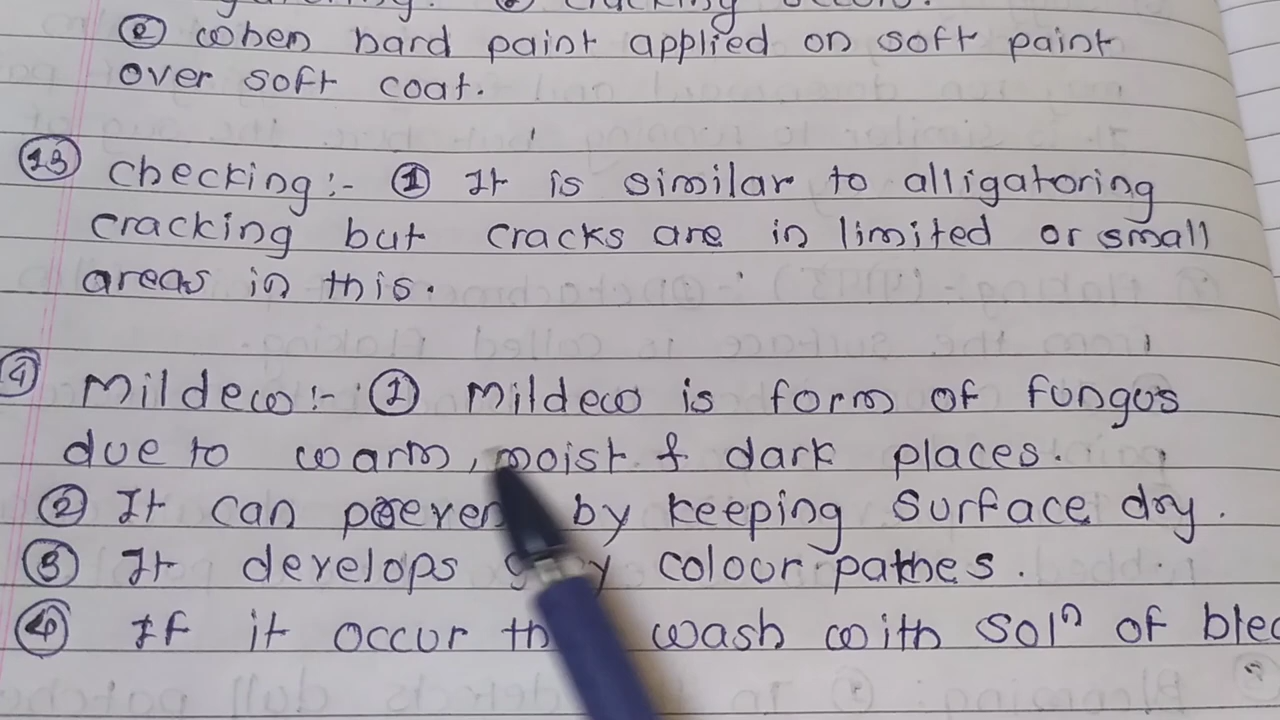 ② when hard paint applied on soft paint
over soft coat.
⑬ Checking:- ① It is similar to alligatoring
cracking but cracks are in limited or small
areas in this.
Mildew:- ① Mildew is form of fungus
due to warm, moist & dark places.
② It can by keeping surface dry.
③ It develops colour pathes.
④ If it occur wash with solⁿ of